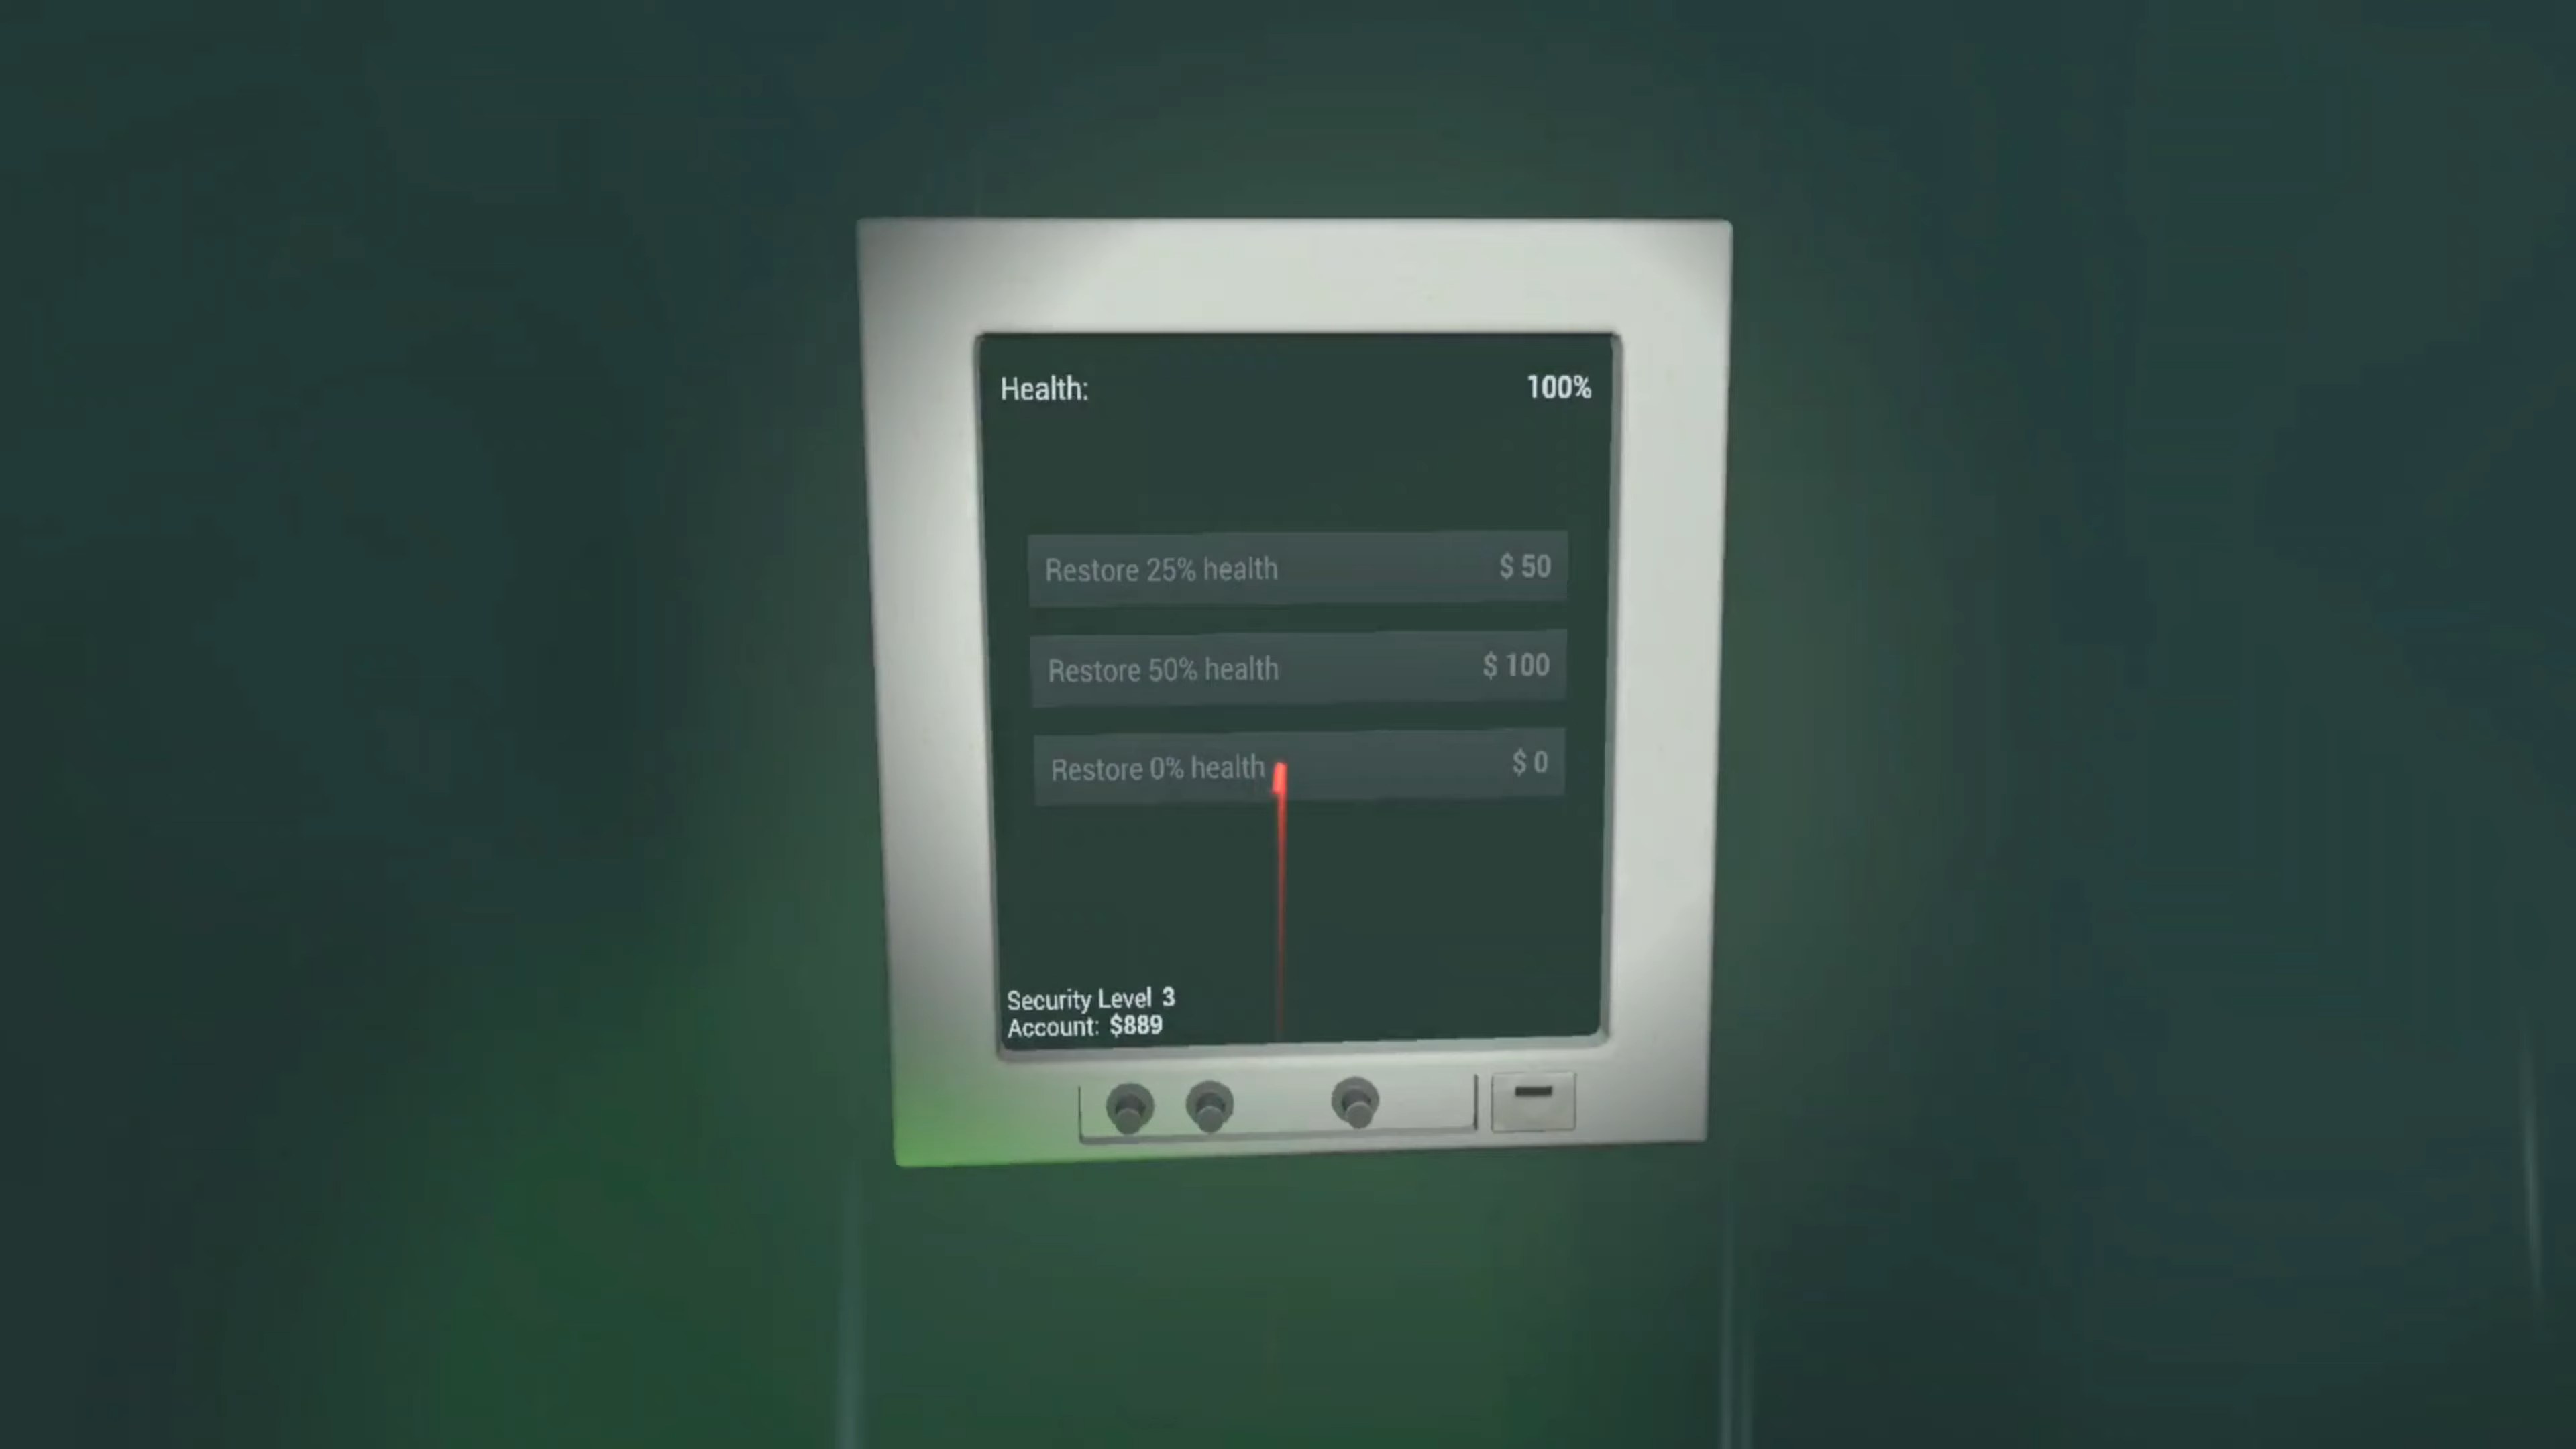 Health: 100%
Restore 25% health $ 50
Restore 50% health $ 100
Restore 0% health $ 0
Security Level 3
Account: $889